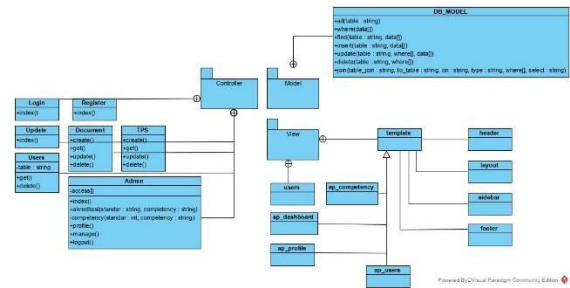 DB_MODEL
+all(table : string)
+where(data[])
+find(table : string, data[])
+insert(table : string, data[])
+update(table : string, where[], data[])
+delete(table : string, where[])
+join(table_join : string, to_table : string, on : string, type : string, where[], select : string)
Controller
Model
Login
+index()
Register
+index()
Update
+index()
Document
+create()
+get()
+update()
+delete()
TPS
+create()
+get()
+update()
+delete()
Users
-table : string
+get()
+delete()
Admin
-access[]
+index()
+akreditasi(standar : string, competency : string)
-competency(standar : int, competency : string)
+profile()
+manage()
+logout()
View
users
template
header
layout
sidebar
footer
ap_competency
ap_dashboard
ap_profile
ap_users
Powered By Visual Paradigm Community Edition